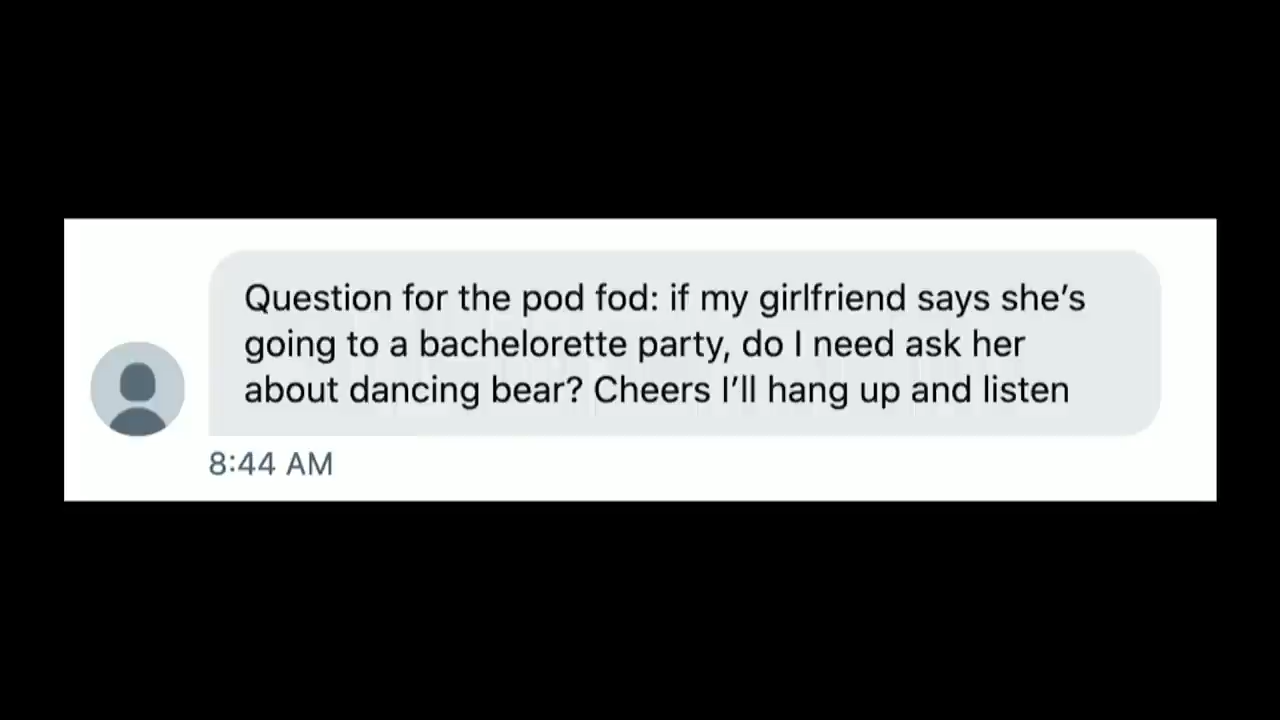 Question for the pod fod: if my girlfriend says she’s
going to a bachelorette party, do I need ask her
about dancing bear? Cheers I’ll hang up and listen
8:44 AM